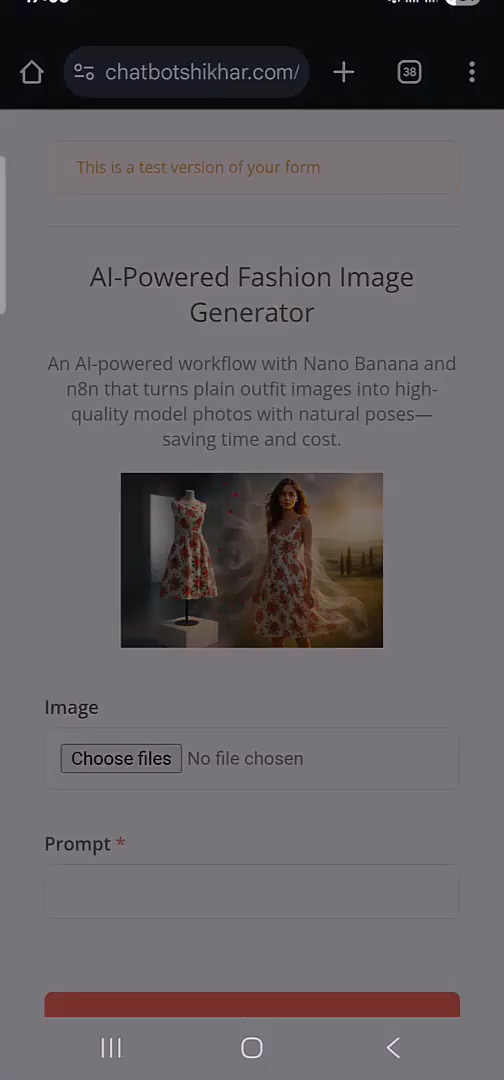 38
chatbotshikhar.com/
This is a test version of your form
AI-Powered Fashion Image
Generator
An AI-powered workflow with Nano Banana and
n8n that turns plain outfit images into high-
quality model photos with natural poses—
saving time and cost.
Image
Choose files No file chosen
Prompt *